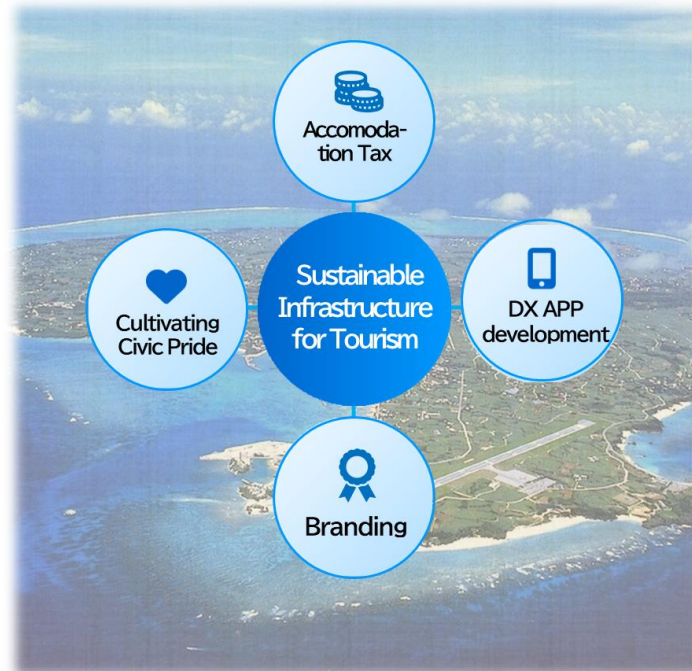 Accomoda-
tion Tax
Sustainable
Infrastructure
for Tourism
Cultivating
Civic Pride
DX APP
development
Branding